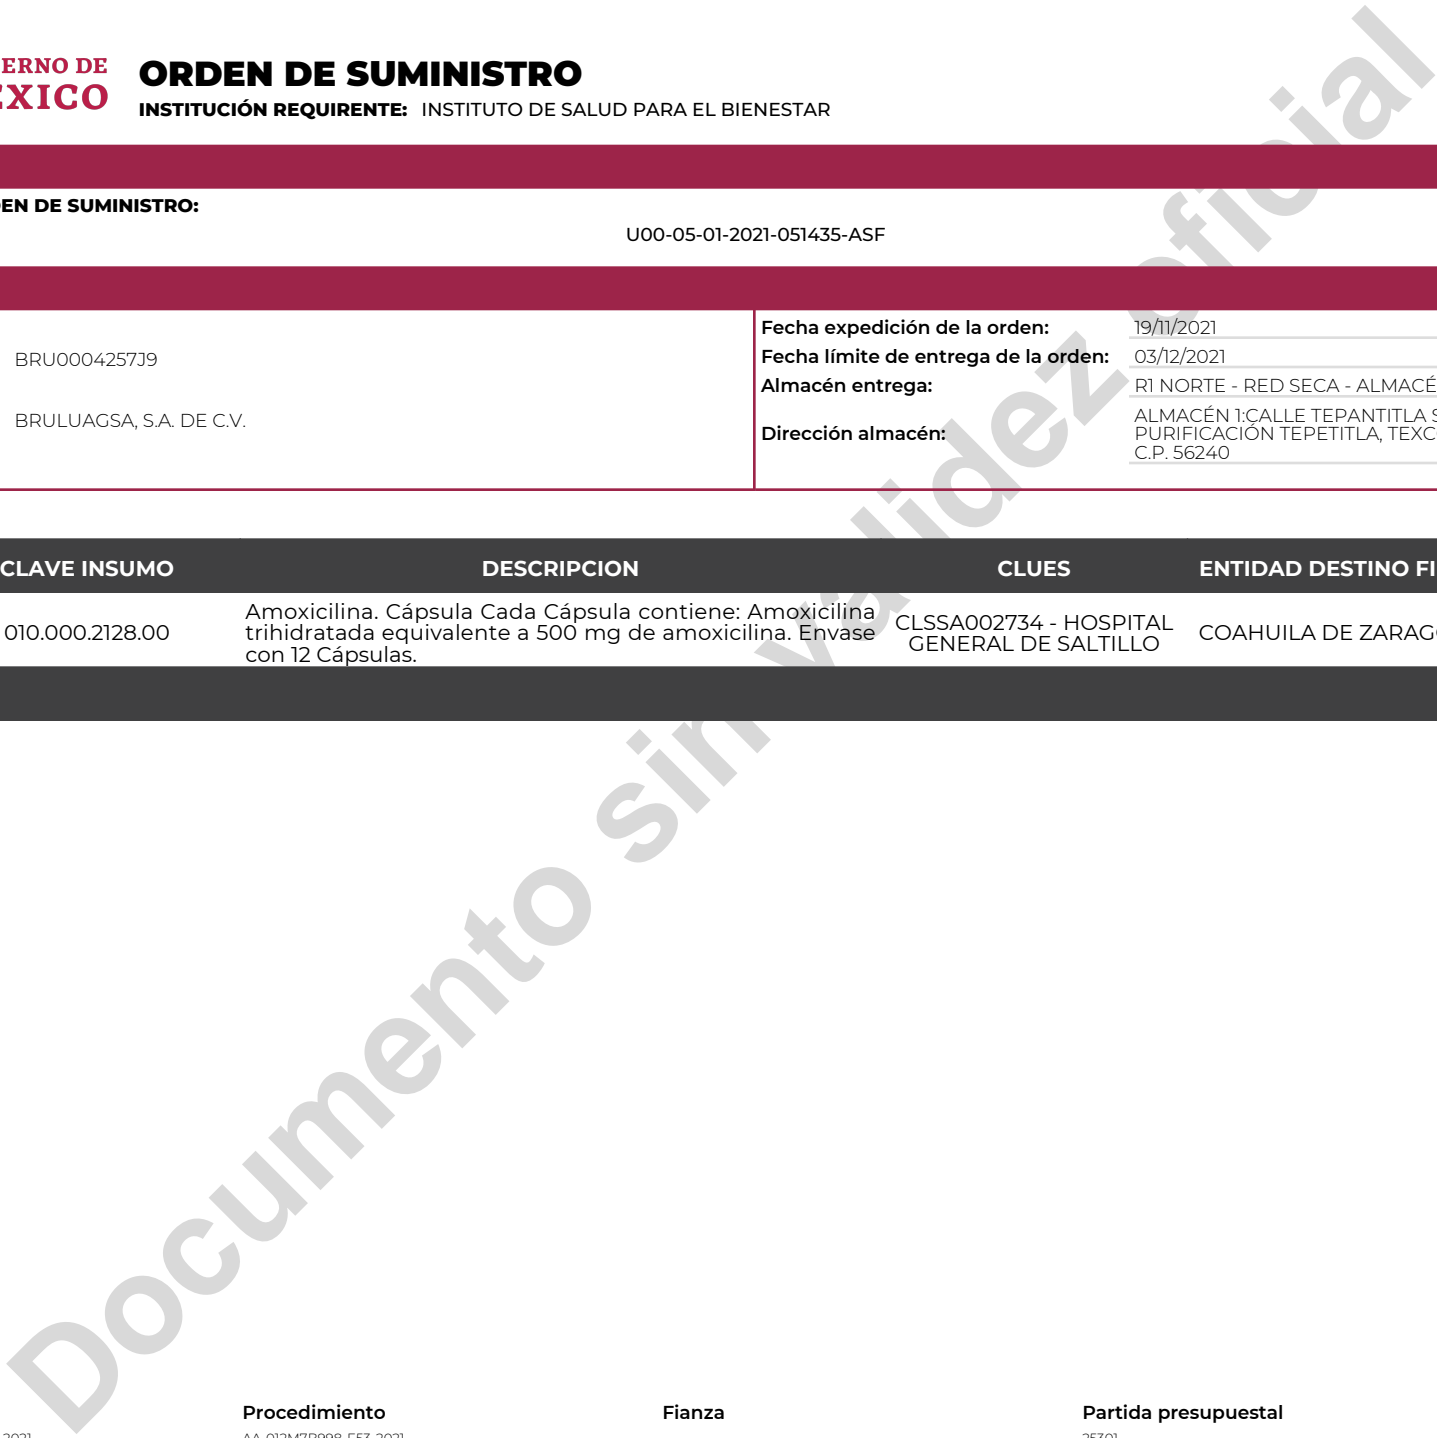 ORDEN DE SUMINISTRO
INSTITUCIÓN REQUIRENTE: INSTITUTO DE SALUD PARA EL BIENESTAR
ERNO DE
EXICO
EN DE SUMINISTRO:
U00-05-01-2021-051435-ASF
BRU0004257J9
BRULUAGSA, S.A. DE C.V.
Fecha expedición de la orden: 19/11/2021
Fecha límite de entrega de la orden: 03/12/2021
Almacén entrega: R1 NORTE - RED SECA - ALMACÉ
Dirección almacén:
ALMACÉN 1:CALLE TEPANTITLA S
PURIFICACIÓN TEPETITLA, TEXC
C.P. 56240
CLAVE INSUMO DESCRIPCION CLUES ENTIDAD DESTINO FI
010.000.2128.00
Amoxicilina. Cápsula Cada Cápsula contiene: Amoxicilina
trihidratada equivalente a 500 mg de amoxicilina. Envase
con 12 Cápsulas.
CLSSA002734 - HOSPITAL
GENERAL DE SALTILLO
COAHUILA DE ZARAG
Documento sin validez oficial
Procedimiento Fianza Partida presupuestal